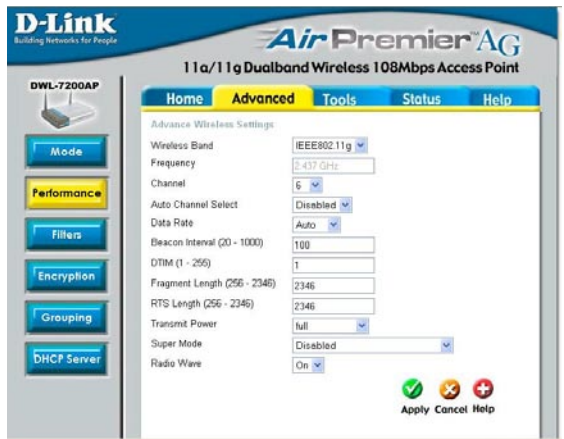 D-Link
Building Networks for People
Air Premier™AG
11a/11g Dualband Wireless 108Mbps Access Point
DWL-7200AP
Home Advanced Tools Status Help
Mode
Performance
Filters
Encryption
Grouping
DHCP Server
Advance Wireless Settings
Wireless Band IEEE802.11g
Frequency 2.437 GHz
Channel 6
Auto Channel Select Disabled
Data Rate Auto
Beacon Interval (20 - 1000) 100
DTIM (1 - 255) 1
Fragment Length (256 - 2346) 2346
RTS Length (256 - 2346) 2346
Transmit Power full
Super Mode Disabled
Radio Wave On
Apply Cancel Help